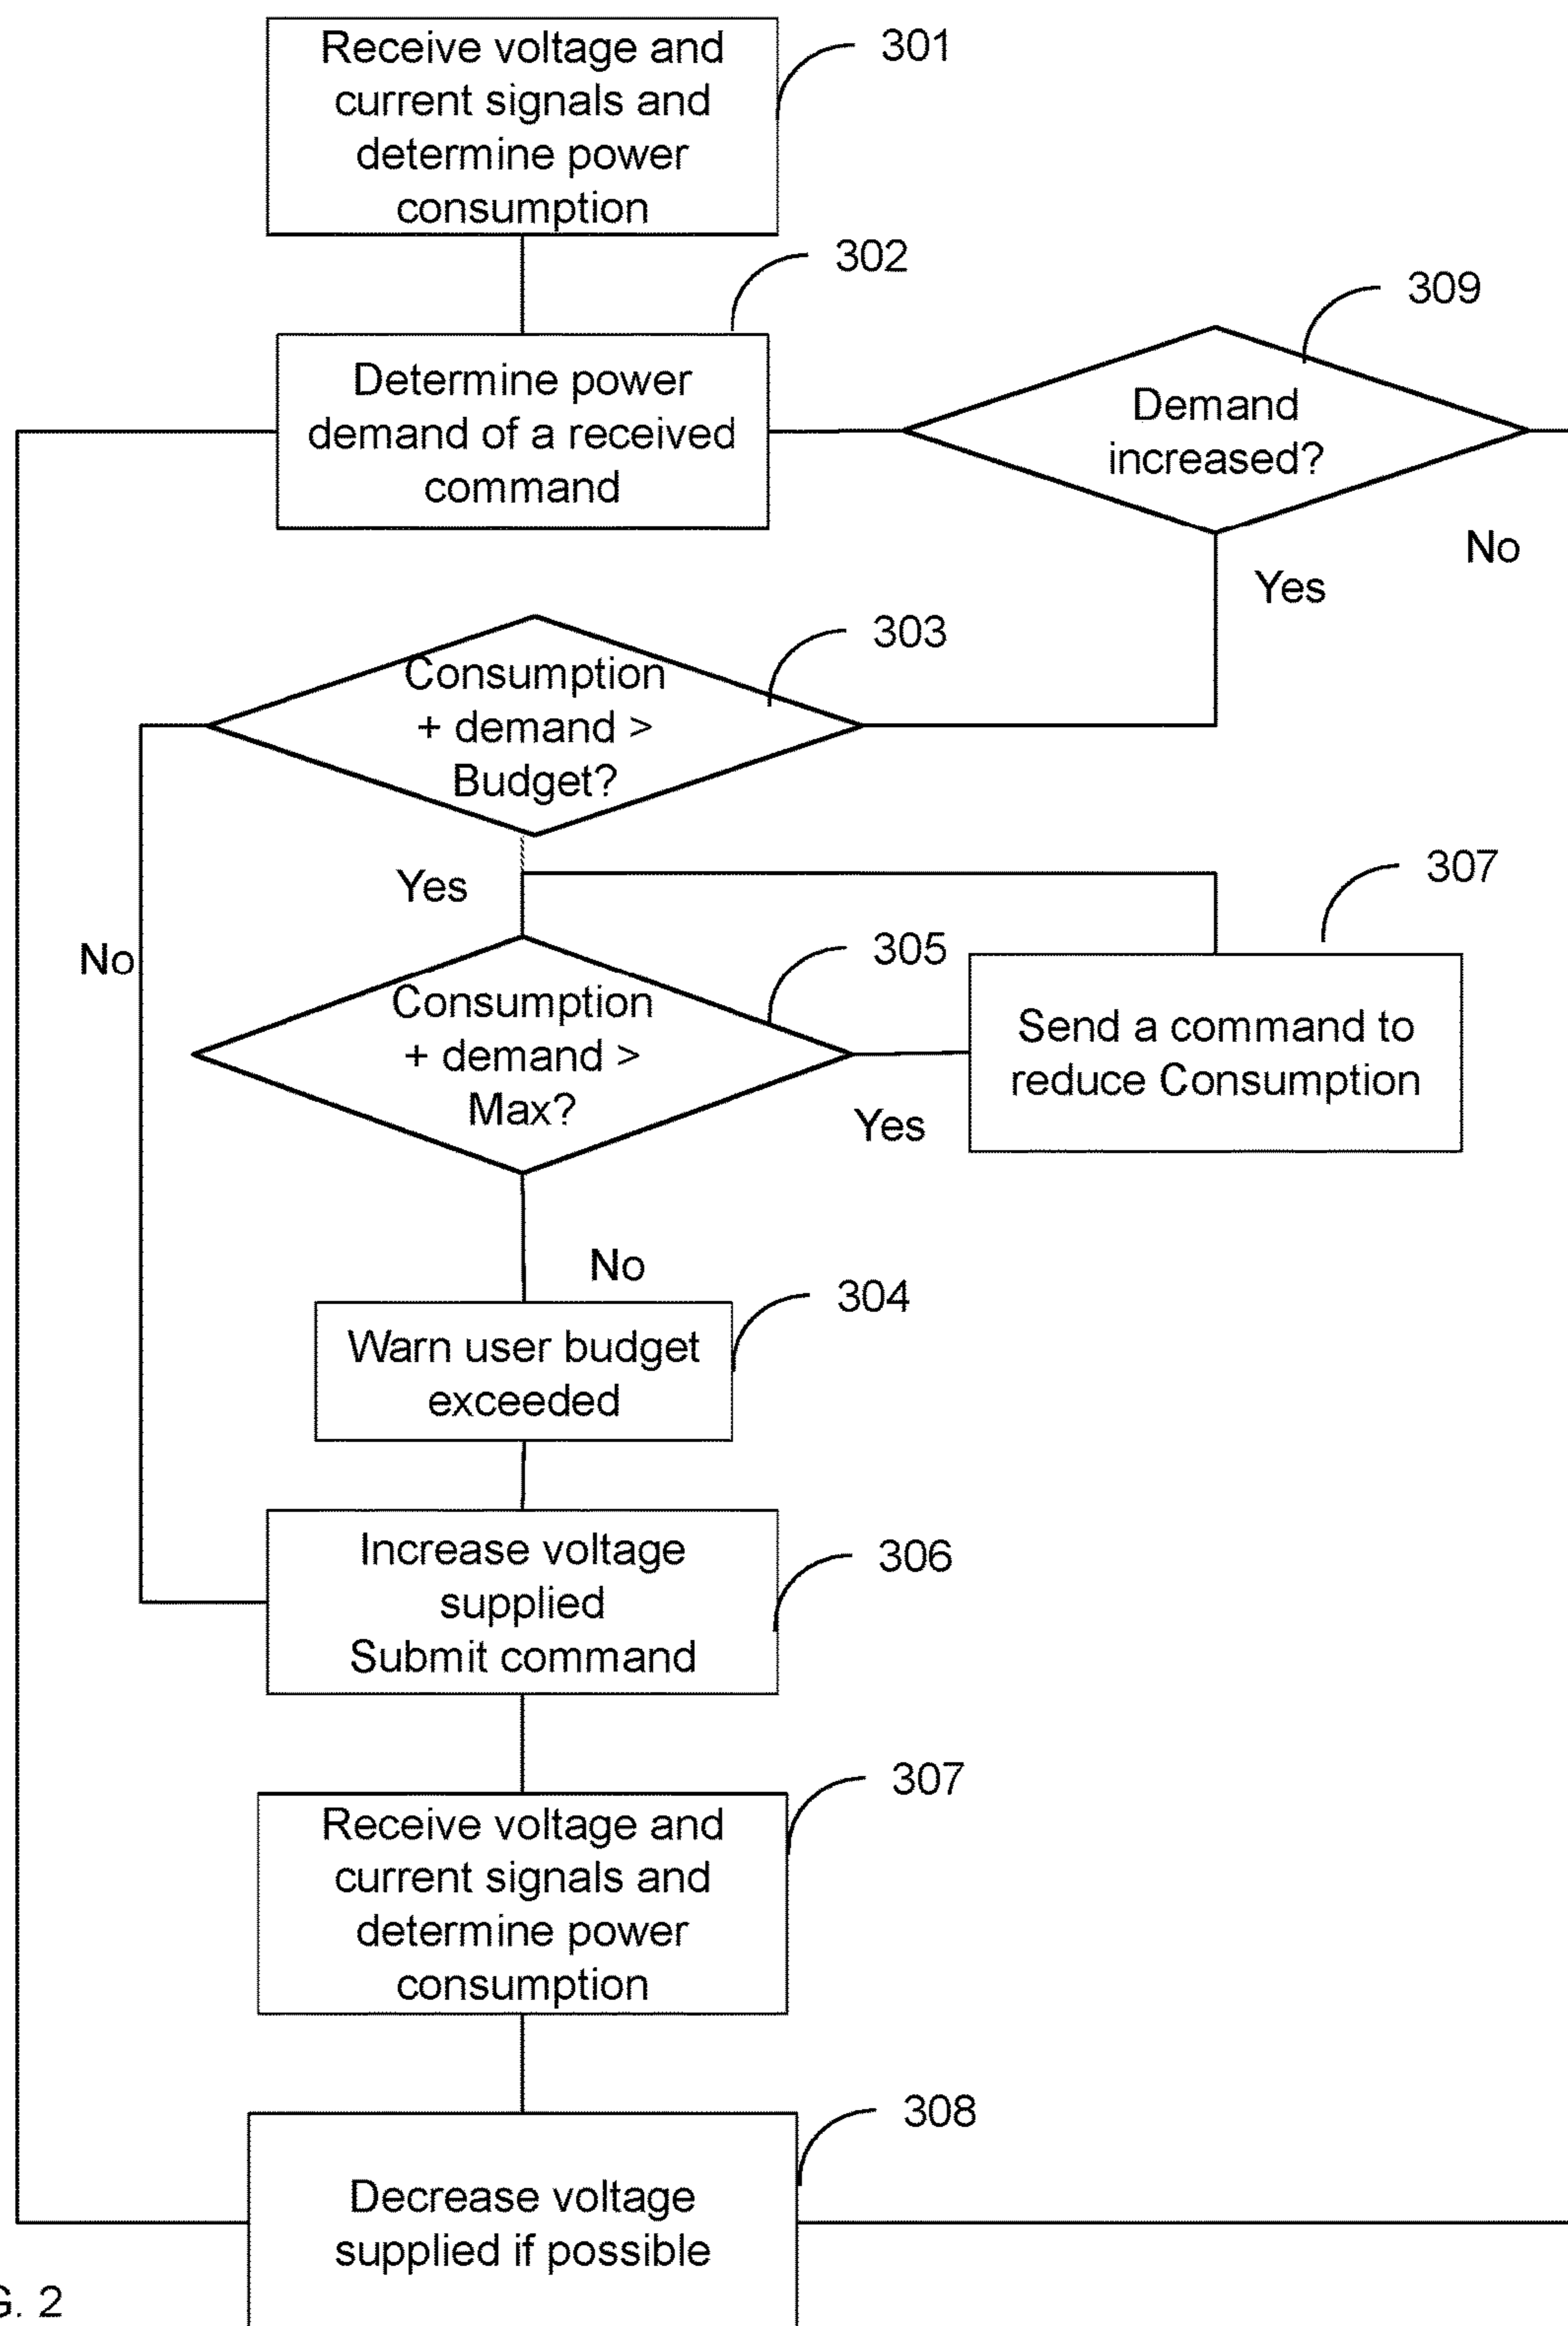 Receive voltage and
current signals and
determine power
consumption
301
302
Determine power
demand of a received
command
309
Demand
increased?
No
Yes
303
Consumption
+ demand >
Budget?
Yes
307
No
305
Consumption
+ demand >
Max?
Send a command to
reduce Consumption
Yes
No
304
Warn user budget
exceeded
306
Increase voltage
supplied
Submit command
307
Receive voltage and
current signals and
determine power
consumption
308
Decrease voltage
supplied if possible
G. 2